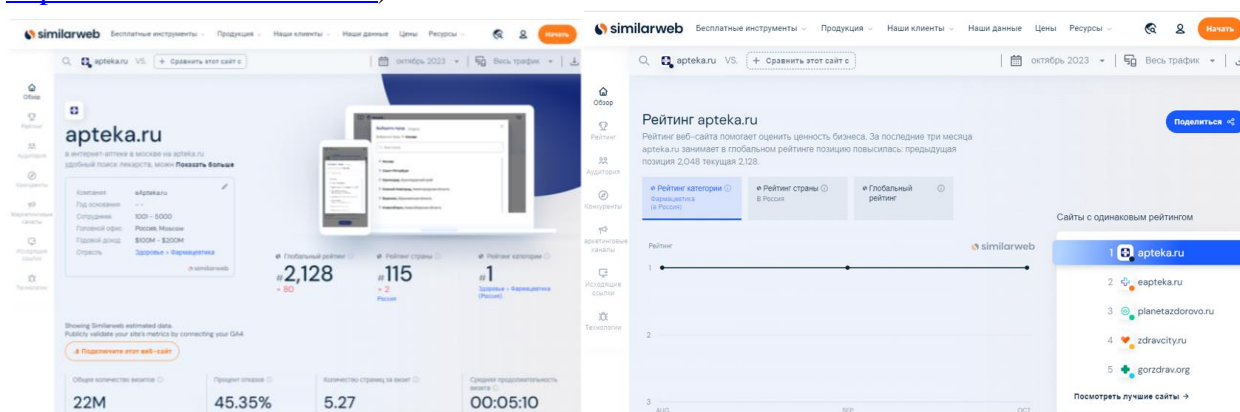 similarweb Бесплатные инструменты Продукция Наши клиенты Наши данные Цены Ресурсы Начать
apteka.ru VS. + Сравнить этот сайт с октябрь 2023 Весь трафик
Обзор
Рейтинг
Аудитория
Конкуренты
Маркетинговые каналы
Исходящие ссылки
Технологии
apteka.ru
в интернет-аптеке в москве на apteka.ru
удобный поиск лекарств, можн Показать больше
Компания eApteka.ru
Год основания - -
Сотрудники 1001 - 5000
Головной офис Россия, Moscow
Годовой доход $100M - $200M
Отрасль Здоровье > Фармацевтика
similarweb
Глобальный рейтинг
#2,128
80
Рейтинг страны
#115
2
Россия
Рейтинг категории
#1
Здоровье > Фармацевтика (Россия)
Showing Similarweb estimated data.
Publicly validate your site's metrics by connecting your GA4
Подключите этот веб-сайт
Общее количество визитов
22M
Процент отказов
45.35%
Количество страниц за визит
5.27
Средняя продолжительность визита
00:05:10
similarweb Бесплатные инструменты Продукция Наши клиенты Наши данные Цены Ресурсы Начать
apteka.ru VS. + Сравнить этот сайт с октябрь 2023 Весь трафик
Обзор
Рейтинг
Аудитория
Конкуренты
аркетинговые каналы
Исходящие ссылки
Технологии
Рейтинг apteka.ru
Поделиться
Рейтинг веб-сайта помогает оценить ценность бизнеса. За последние три месяца
apteka.ru занимает в глобальном рейтинге позицию повысилась: предыдущая
позиция 2,048 текущая 2,128.
# Рейтинг категории
Фармацевтика
(в Россия)
# Рейтинг страны
В Россия
# Глобальный
рейтинг
Рейтинг
similarweb
1
2
3
AUG SEP OCT
Сайты с одинаковым рейтингом
1 apteka.ru
2 eapteka.ru
3 planetazdorovo.ru
4 zdravcity.ru
5 gorzdrav.org
Посмотреть лучшие сайты →